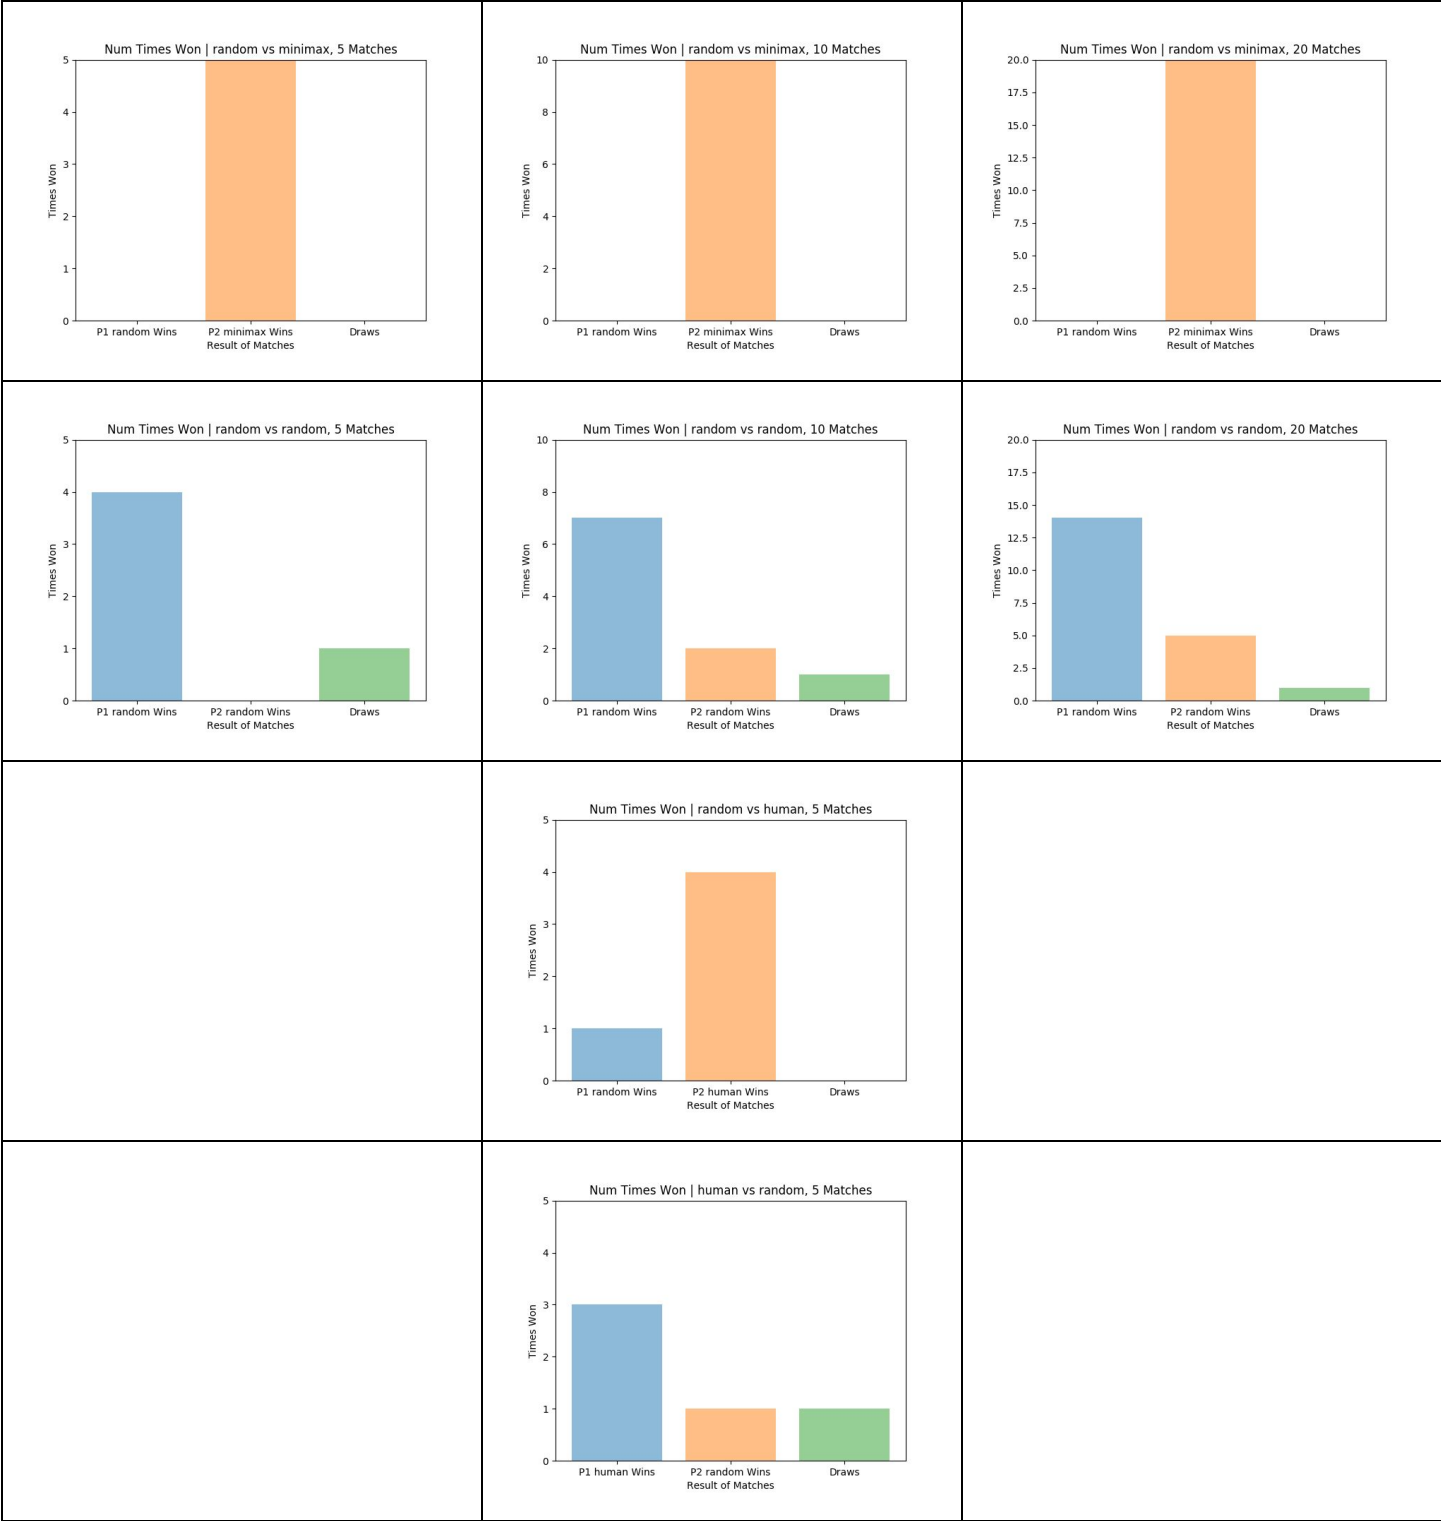 Num Times Won | random vs minimax, 5 Matches
5
4
3
2
1
0
Times Won
P1 random Wins P2 minimax Wins Draws
Result of Matches
Num Times Won | random vs minimax, 10 Matches
10
8
6
4
2
0
Times Won
P1 random Wins P2 minimax Wins Draws
Result of Matches
Num Times Won | random vs minimax, 20 Matches
20.0
17.5
15.0
12.5
10.0
7.5
5.0
2.5
0.0
Times Won
P1 random Wins P2 minimax Wins Draws
Result of Matches
Num Times Won | random vs random, 5 Matches
5
4
3
2
1
0
Times Won
P1 random Wins P2 random Wins Draws
Result of Matches
Num Times Won | random vs random, 10 Matches
10
8
6
4
2
0
Times Won
P1 random Wins P2 random Wins Draws
Result of Matches
Num Times Won | random vs random, 20 Matches
20.0
17.5
15.0
12.5
10.0
7.5
5.0
2.5
0.0
Times Won
P1 random Wins P2 random Wins Draws
Result of Matches
Num Times Won | random vs human, 5 Matches
5
4
3
2
1
0
Times Won
P1 random Wins P2 human Wins Draws
Result of Matches
Num Times Won | human vs random, 5 Matches
5
4
3
2
1
0
Times Won
P1 human Wins P2 random Wins Draws
Result of Matches